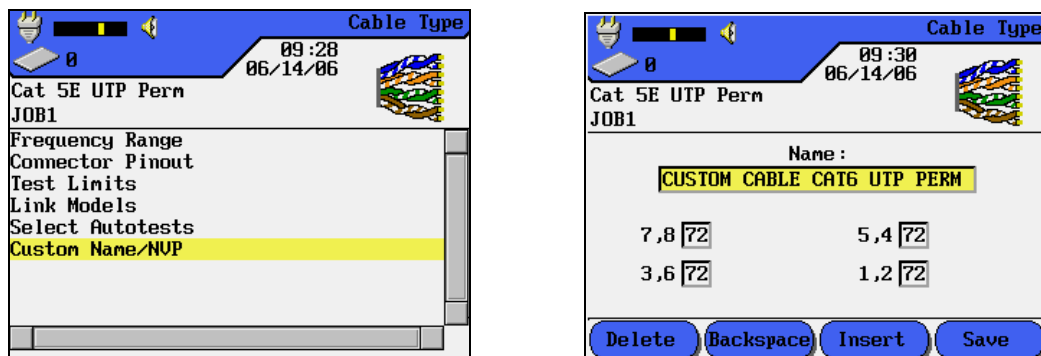 Cable Type
09:28
0
06/14/06
Cat 5E UTP Perm
JOB1
Frequency Range
Connector Pinout
Test Limits
Link Models
Select Autotests
Custom Name/NVP
Cable Type
09:30
0
06/14/06
Cat 5E UTP Perm
JOB1
Name:
CUSTOM CABLE CAT6 UTP PERM
7,8 72 5,4 72
3,6 72 1,2 72
Delete Backspace Insert Save